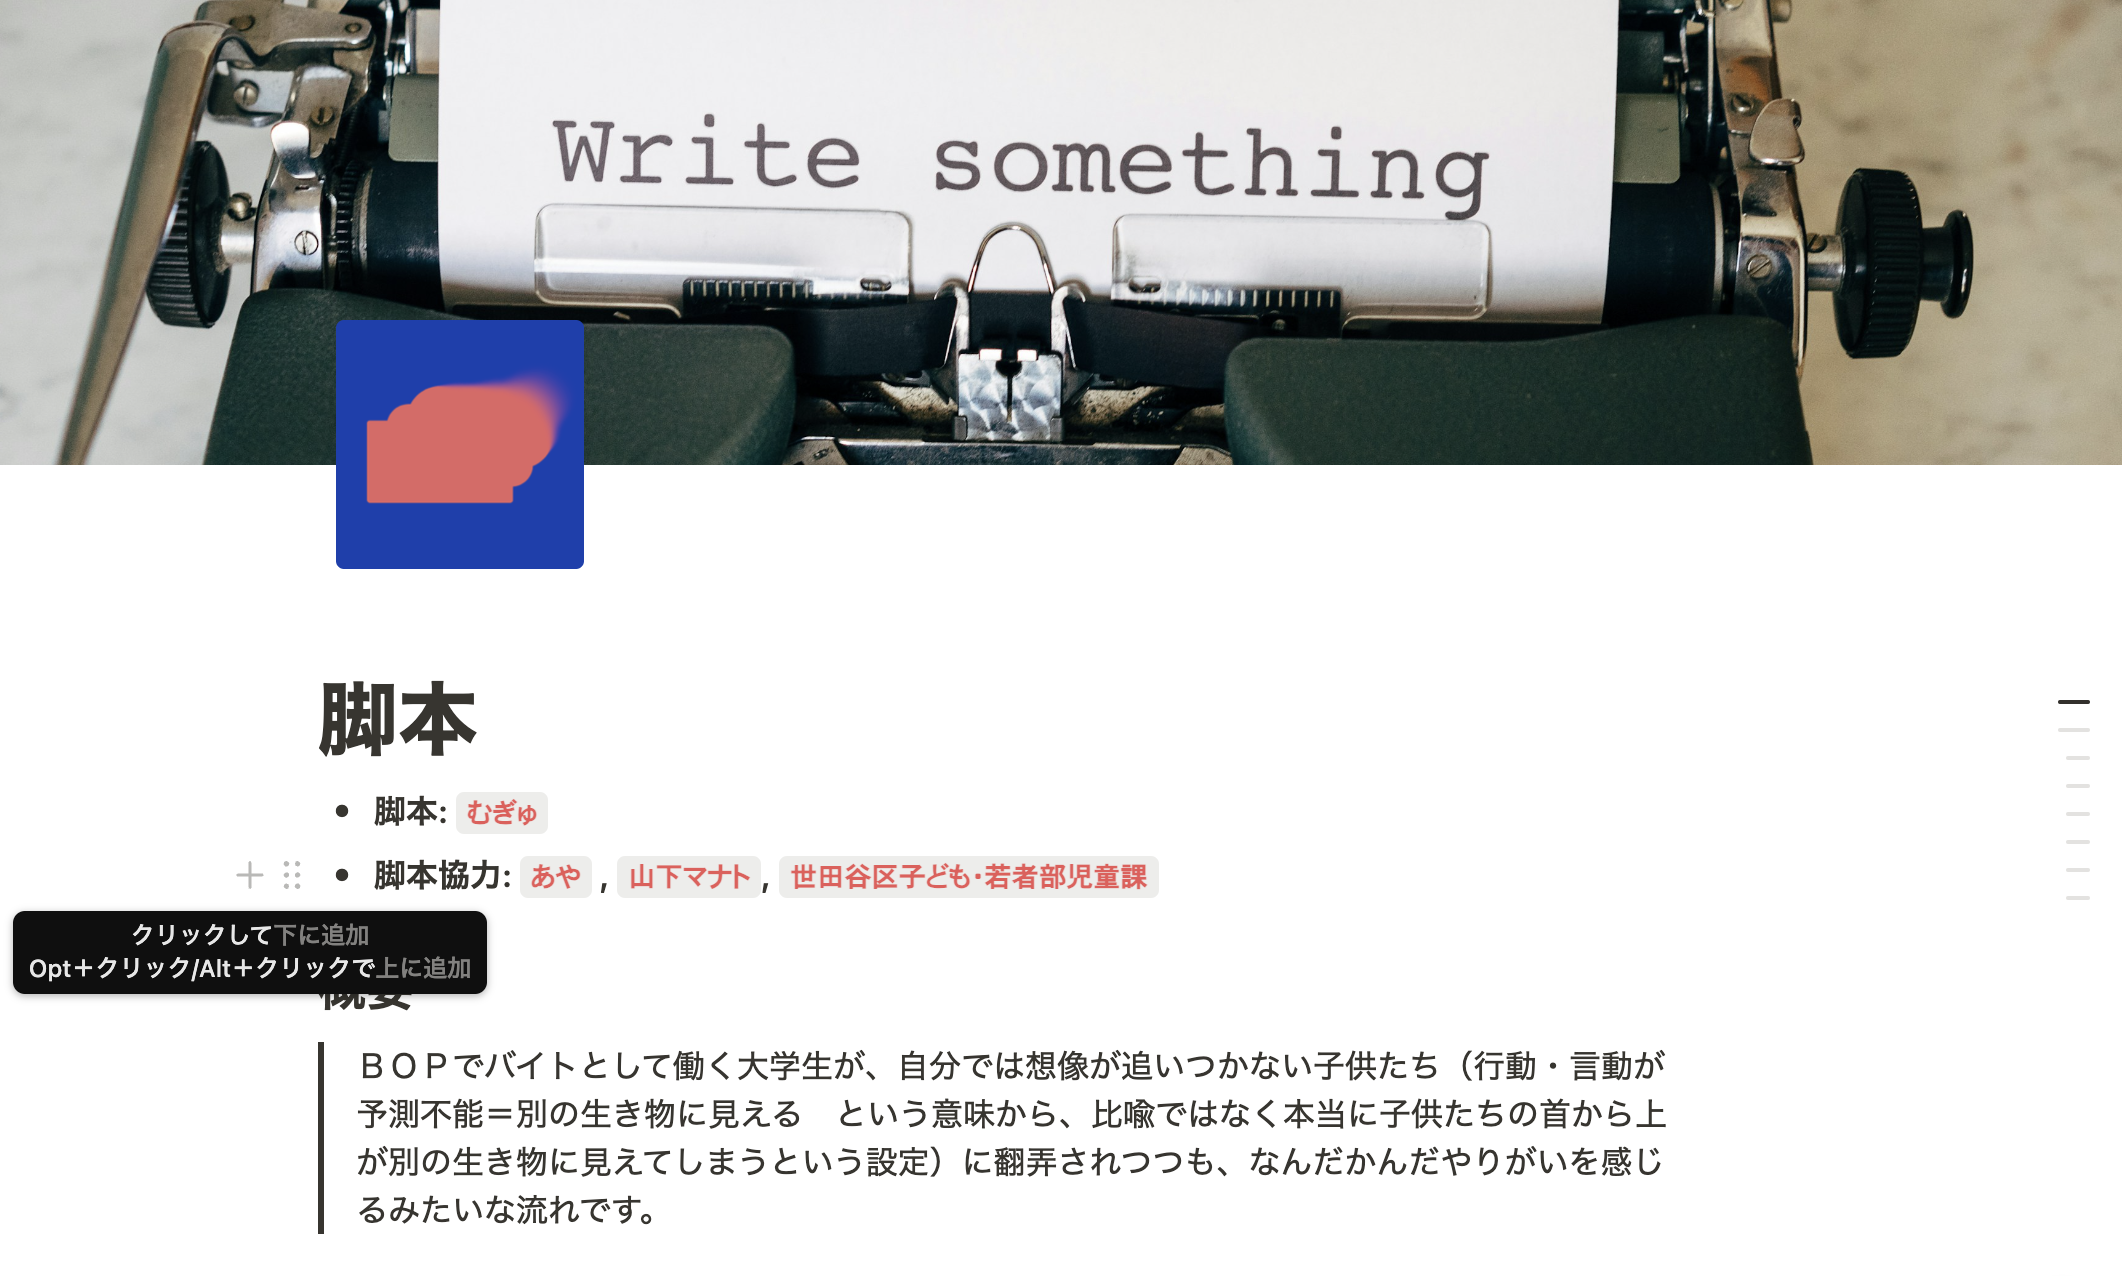 Write something
脚本
脚本: むぎゅ
脚本協力: あや , 山下マナト, 世田谷区子ども・若者部児童課
クリックして下に追加
Opt＋クリック/Alt＋クリックで上に追加
概要
ＢＯＰでバイトとして働く大学生が、自分では想像が追いつかない子供たち（行動・言動が
予測不能＝別の生き物に見える　という意味から、比喩ではなく本当に子供たちの首から上
が別の生き物に見えてしまうという設定）に翻弄されつつも、なんだかんだやりがいを感じ
るみたいな流れです。